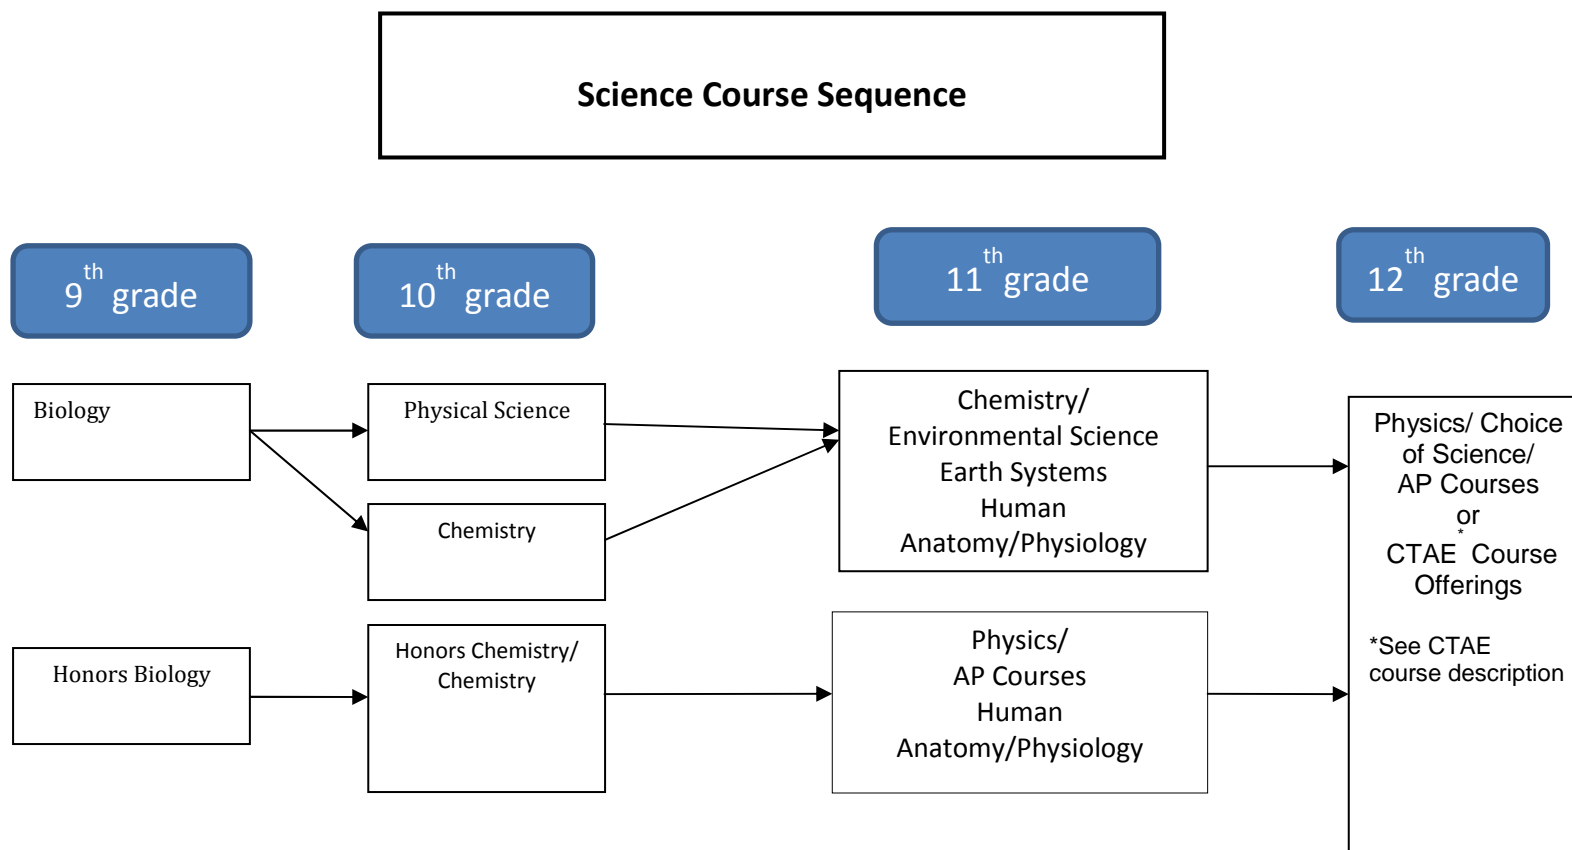 Science Course Sequence
9th grade
10th grade
11th grade
12th grade
Biology
Physical Science
Chemistry
Chemistry/
Environmental Science
Earth Systems
Human
Anatomy/Physiology
Physics/ Choice
of Science/
AP Courses
or
CTAE* Course
Offerings
*See CTAE
course description
Honors Biology
Honors Chemistry/
Chemistry
Physics/
AP Courses
Human
Anatomy/Physiology